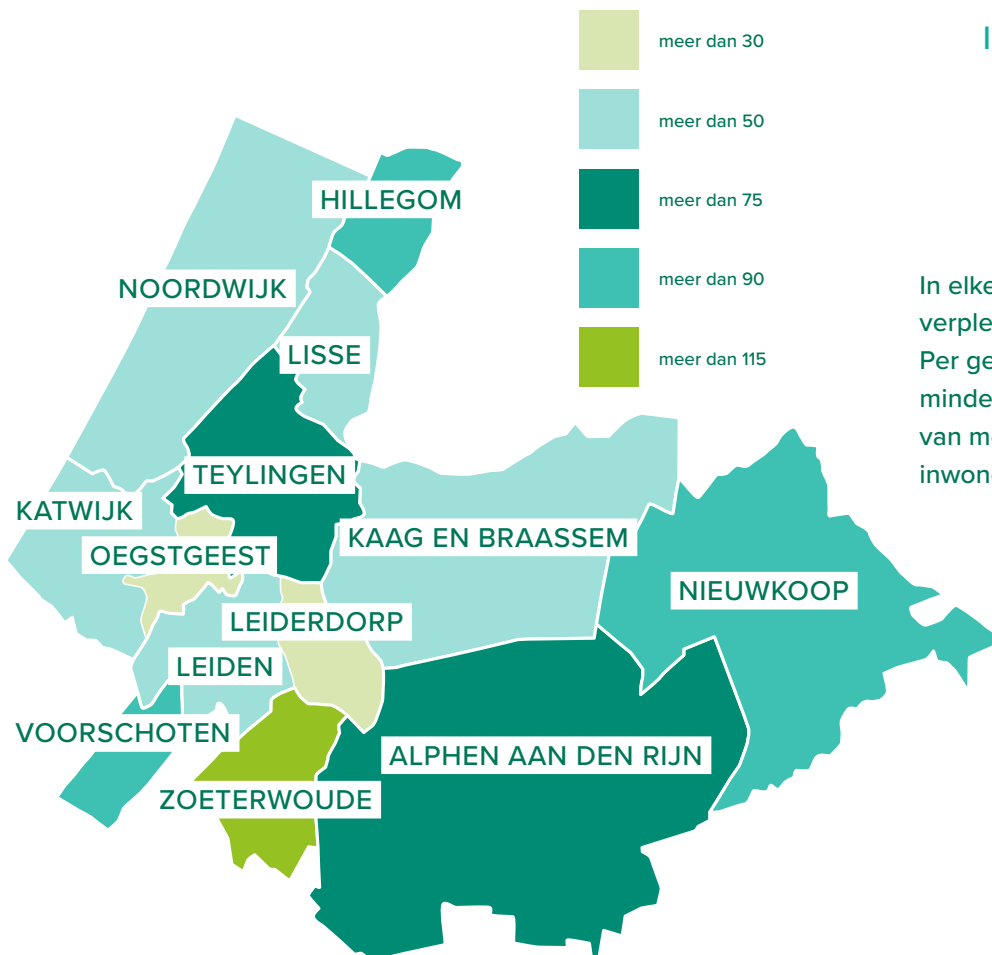 meer dan 30
meer dan 50
meer dan 75
meer dan 90
meer dan 115
HILLEGOM
NOORDWIJK
LISSE
TEYLINGEN
KATWIJK
KAAG EN BRAASSEM
OEGSTGEEST
NIEUWKOOP
LEIDERDORP
LEIDEN
VOORSCHOTEN
ALPHEN AAN DEN RIJN
ZOETERWOUDE
In elke
verple
Per ge
minde
van m
inwon